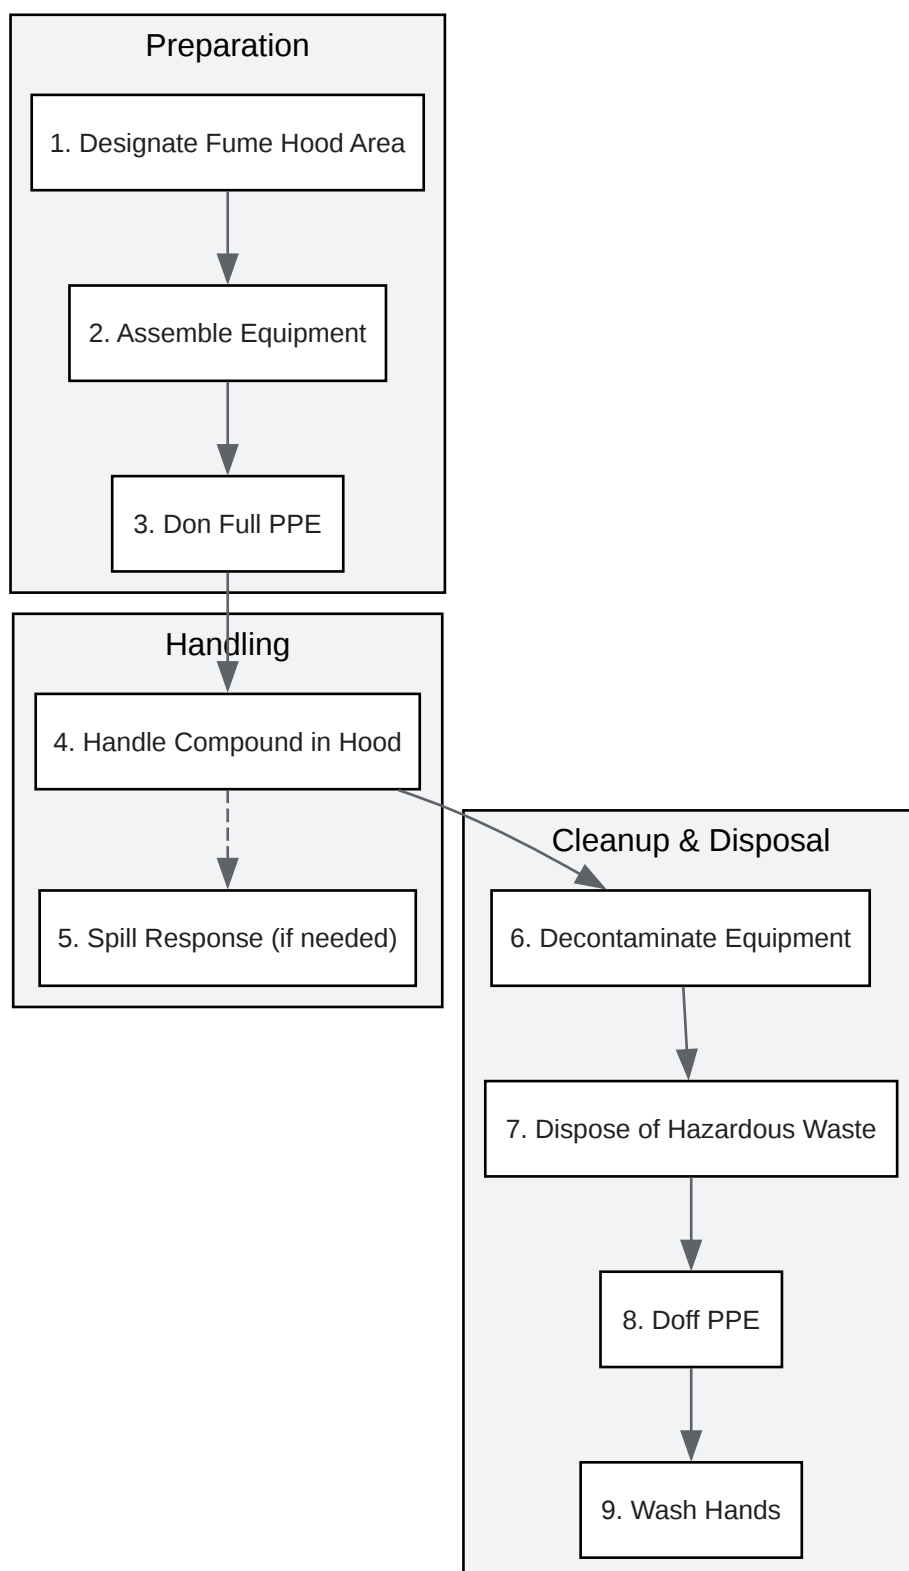 Preparation
1. Designate Fume Hood Area
2. Assemble Equipment
3. Don Full PPE
Handling
4. Handle Compound in Hood
5. Spill Response (if needed)
Cleanup & Disposal
6. Decontaminate Equipment
7. Dispose of Hazardous Waste
8. Doff PPE
9. Wash Hands